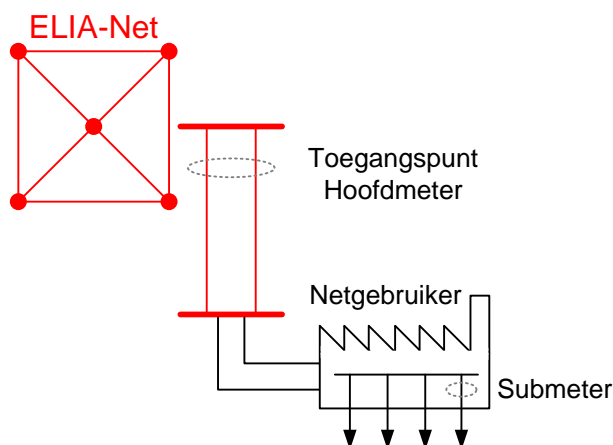 ELIA-Net
Toegangspunt
Hoofdmeter
Netgebruiker
Submeter